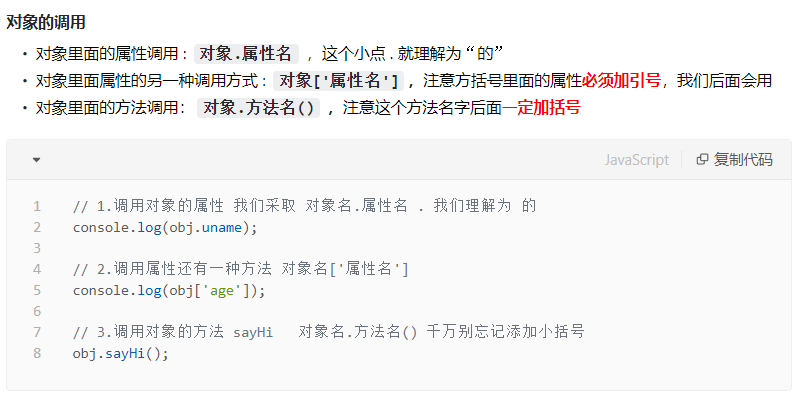 对象的调用
• 对象里面的属性调用 : 对象.属性名 ，这个小点 . 就理解为“的”
• 对象里面属性的另一种调用方式 : 对象['属性名'] ，注意方括号里面的属性必须加引号，我们后面会用
• 对象里面的方法调用： 对象.方法名() ，注意这个方法名字后面一定加括号
JavaScript 复制代码
1 // 1.调用对象的属性 我们采取 对象名.属性名 . 我们理解为 的
2 console.log(obj.uname);
3
4 // 2.调用属性还有一种方法 对象名['属性名']
5 console.log(obj['age']);
6
7 // 3.调用对象的方法 sayHi 对象名.方法名() 千万别忘记添加小括号
8 obj.sayHi();